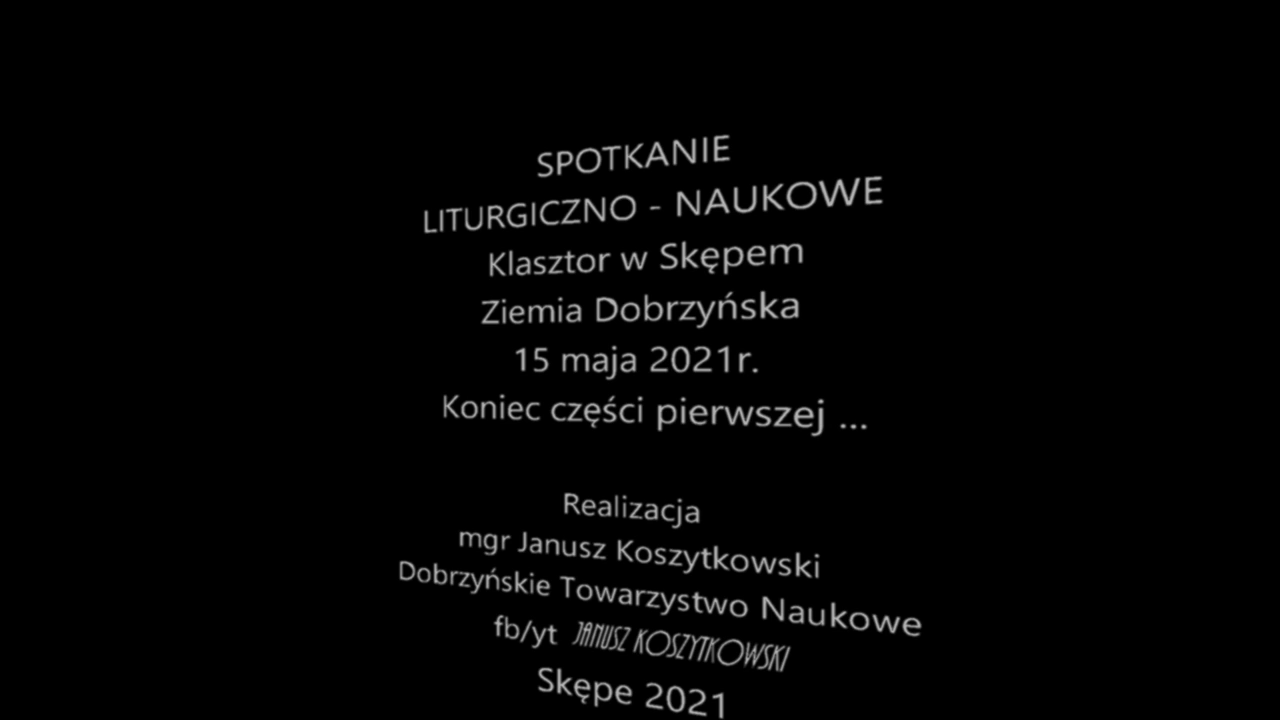 SPOTKANIE
LITURGICZNO - NAUKOWE
Klasztor w Skępem
Ziemia Dobrzyńska
15 maja 2021r.
Koniec części pierwszej ...
Realizacja
mgr Janusz Koszytkowski
Dobrzyńskie Towarzystwo Naukowe
fb/yt JANUSZ KOSZYTKOWSKI
Skępe 2021